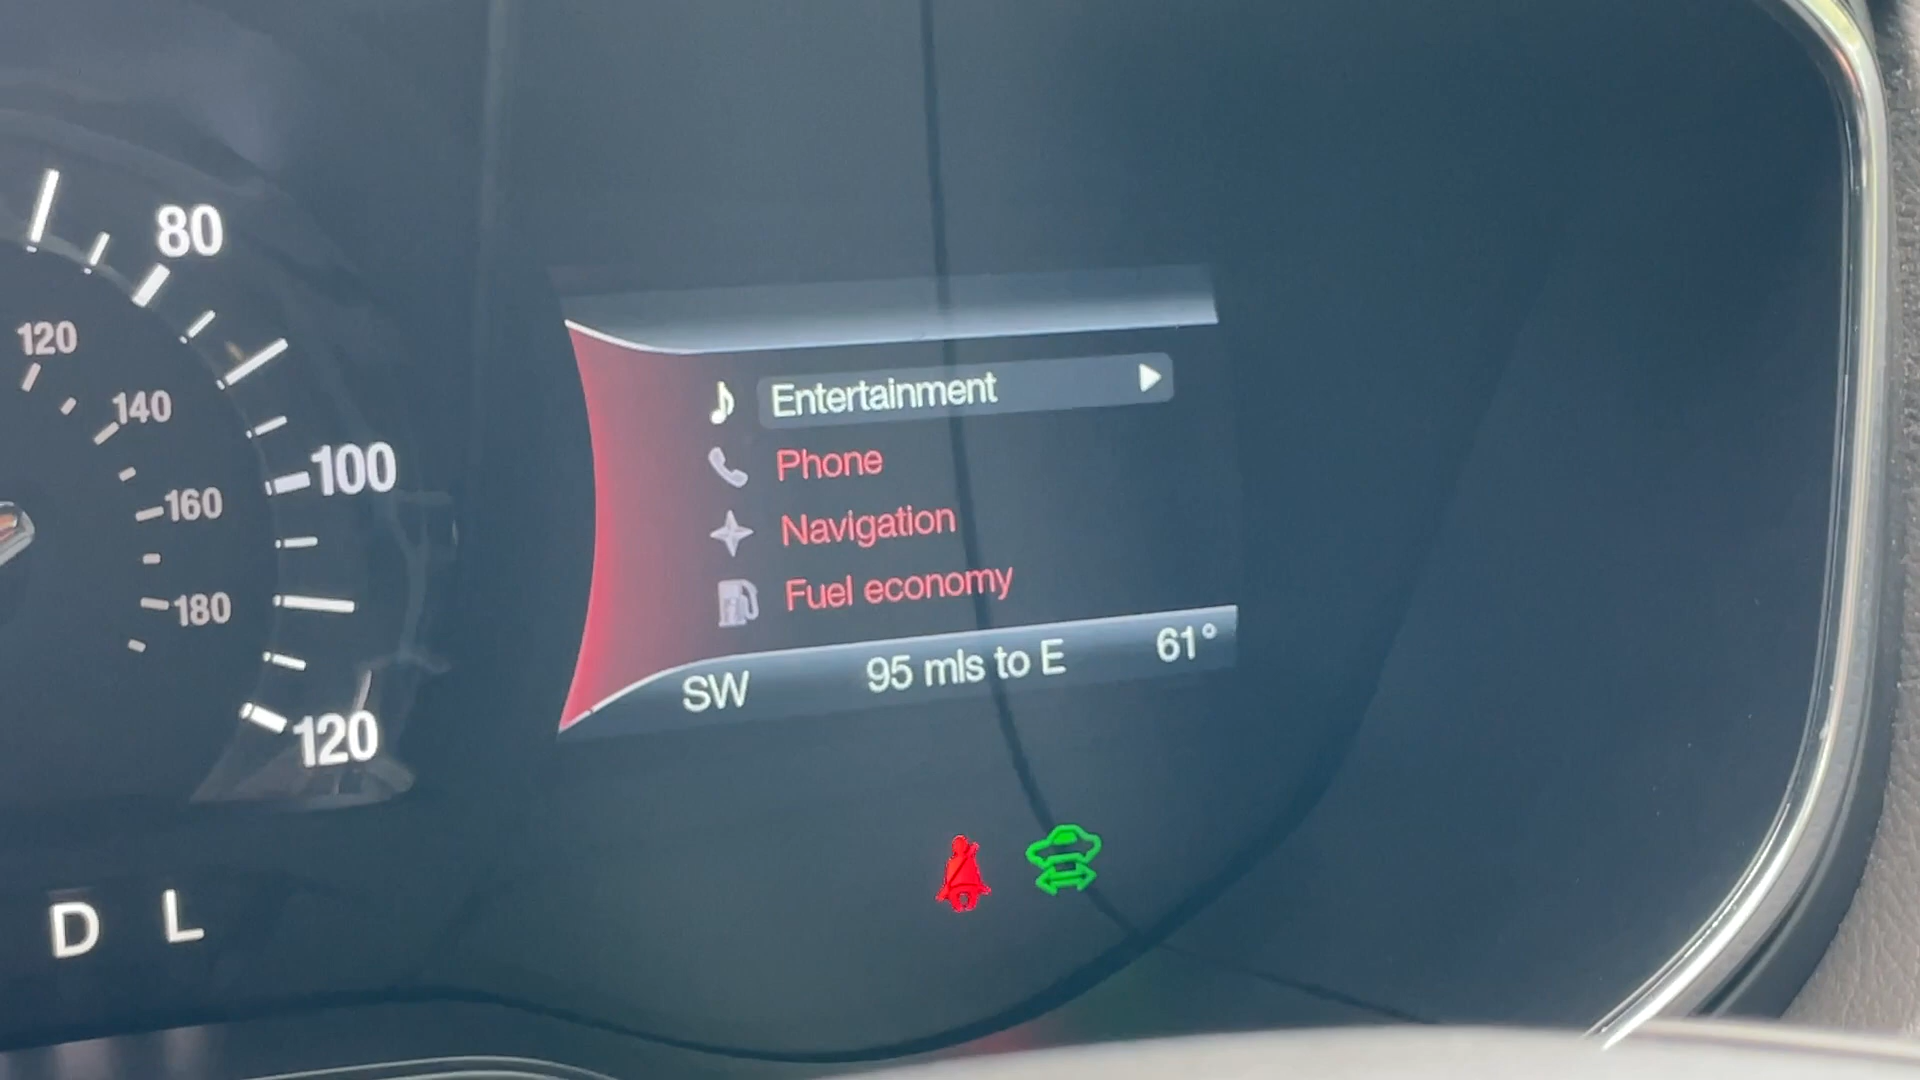 80
120
140
100
160
180
120
D L
Entertainment
Phone
Navigation
Fuel economy
SW 95 mls to E 61°